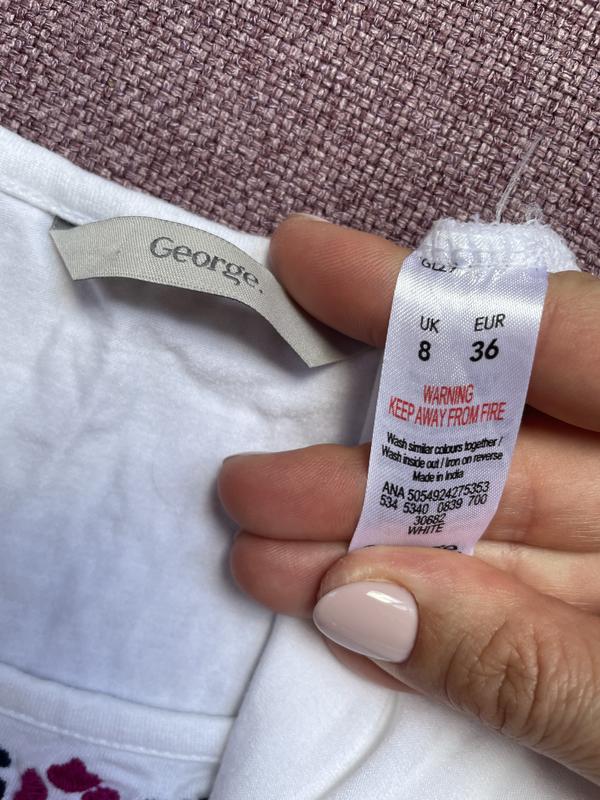 George.
UK EUR
8 36
WARNING
KEEP AWAY FROM FIRE
Wash similar colours together /
Wash inside out / Iron on reverse
Made in India
ANA 5054924275353
534 5340 0839 700
30682
WHITE